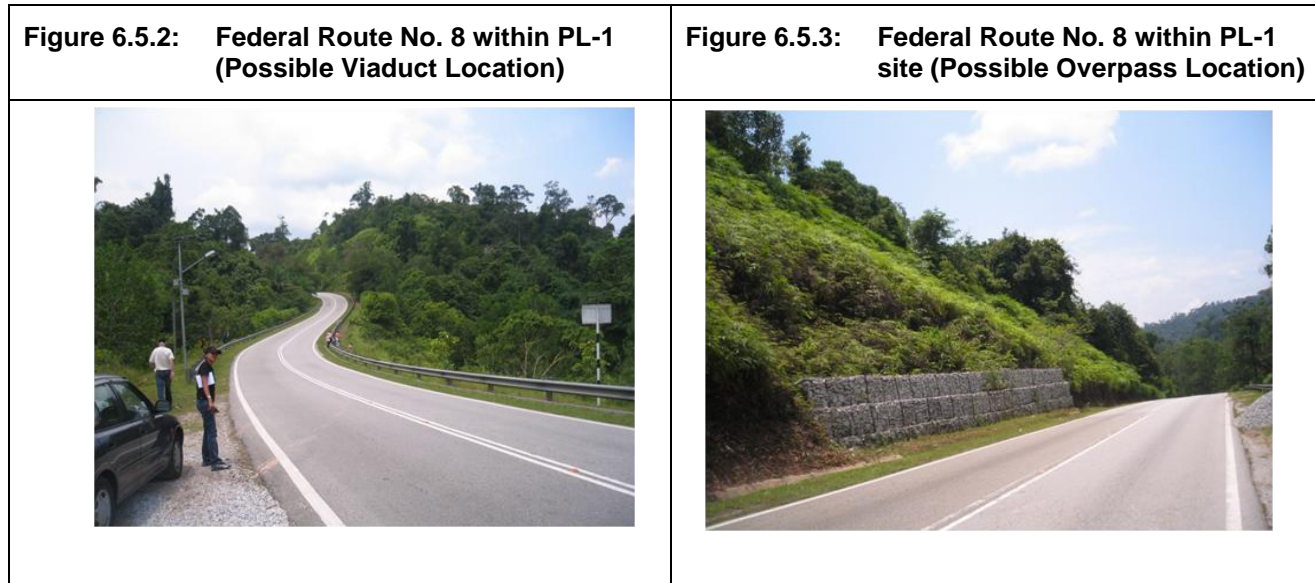 Figure 6.5.2: Federal Route No. 8 within PL-1
(Possible Viaduct Location)
Figure 6.5.3: Federal Route No. 8 within PL-1
site (Possible Overpass Location)